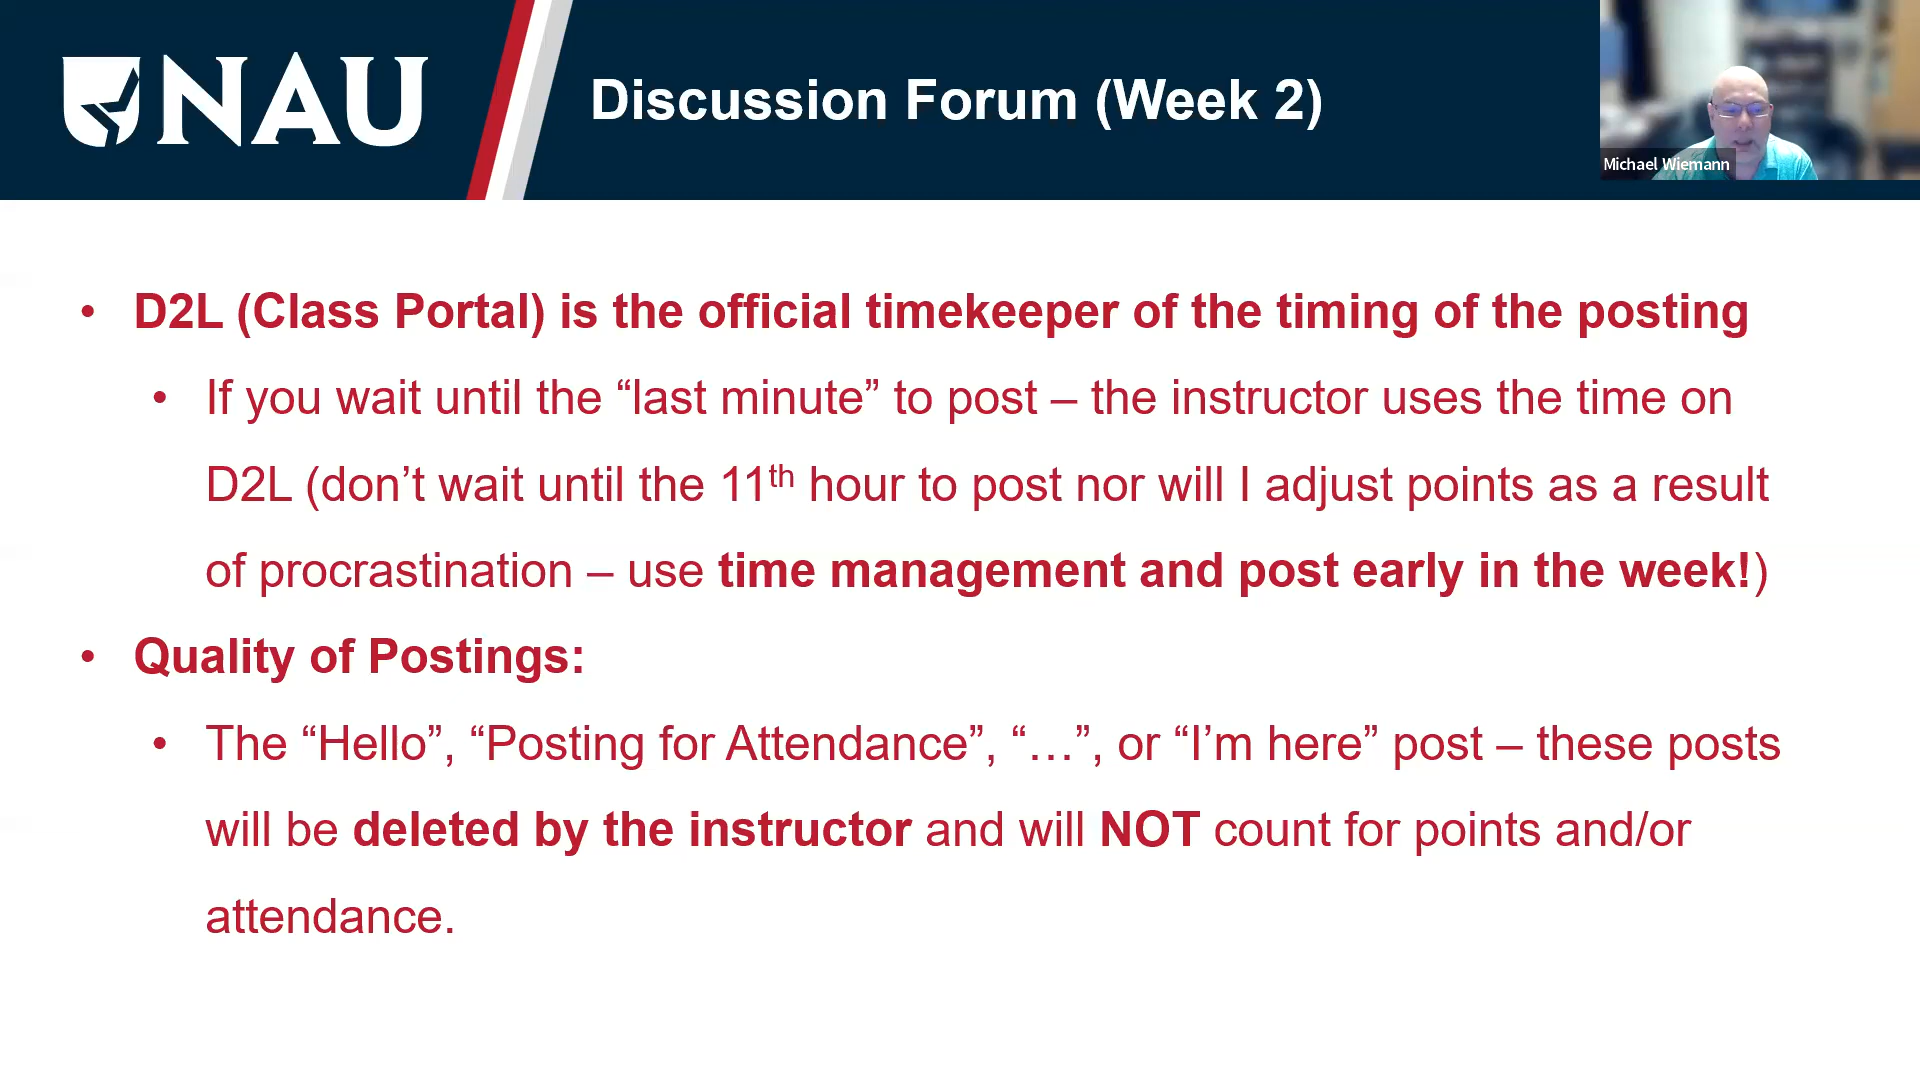 NAU
Discussion Forum (Week 2)
Michael Wiemann
• D2L (Class Portal) is the official timekeeper of the timing of the posting
• If you wait until the “last minute” to post – the instructor uses the time on
D2L (don’t wait until the 11th hour to post nor will I adjust points as a result
of procrastination – use time management and post early in the week!)
• Quality of Postings:
• The “Hello”, “Posting for Attendance”, “…”, or “I’m here” post – these posts
will be deleted by the instructor and will NOT count for points and/or
attendance.